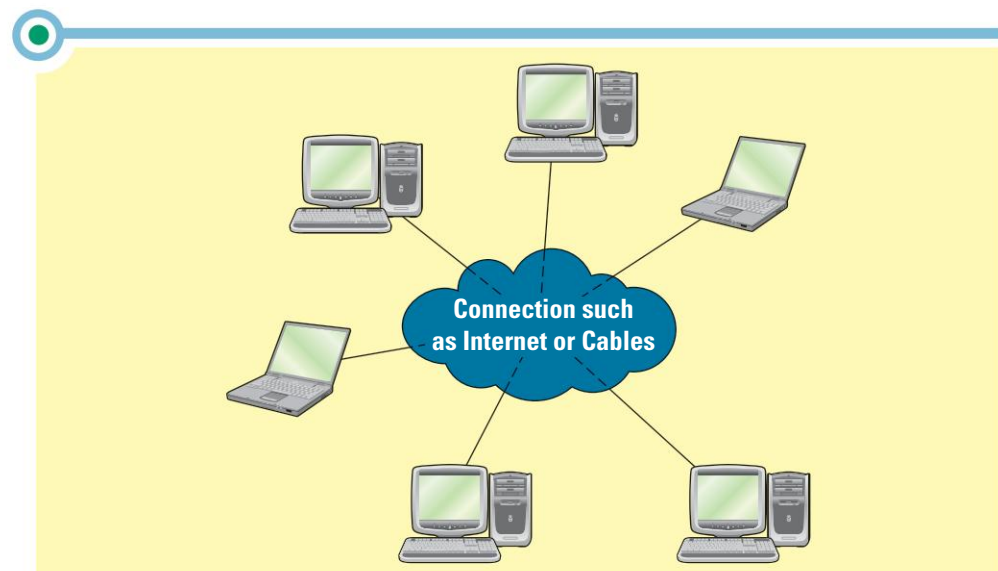 Connection such
as Internet or Cables